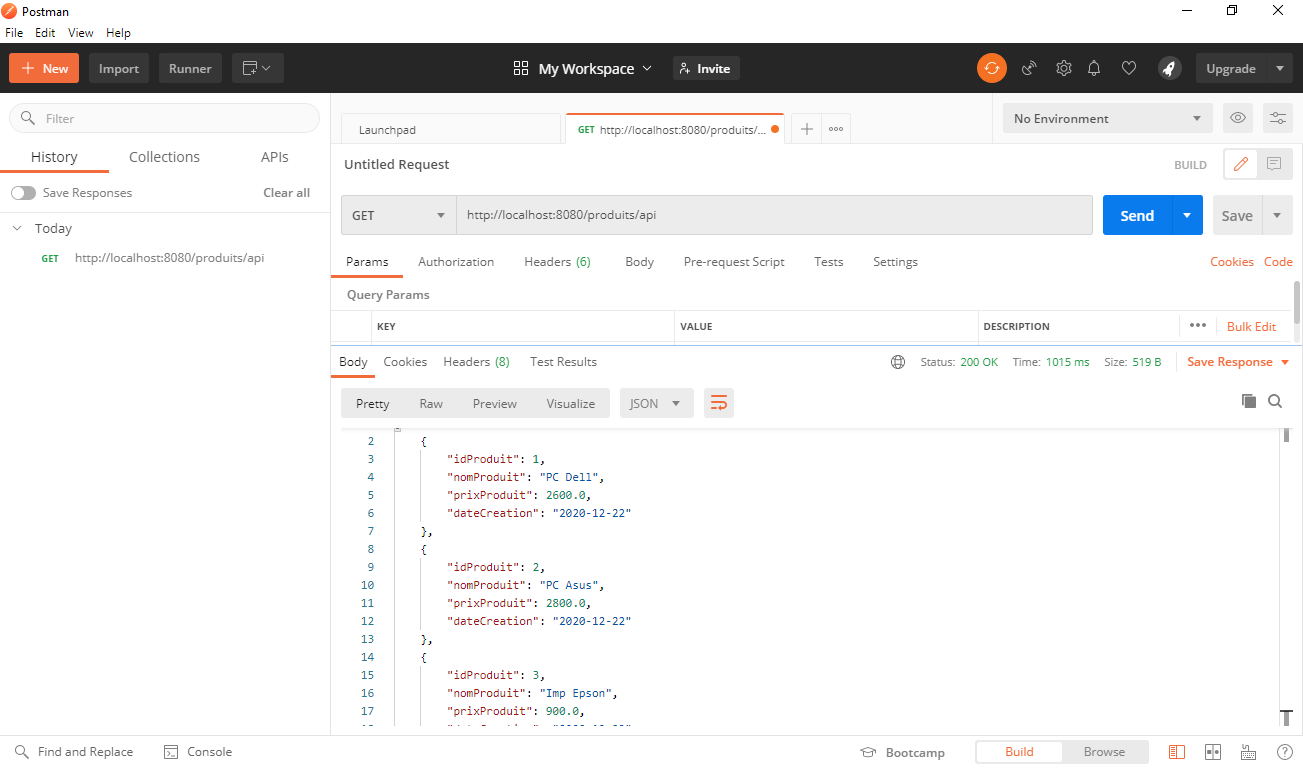 Postman
File Edit View Help
New Import Runner My Workspace Invite Upgrade
Filter
History Collections APIs
Save Responses Clear all
Today
GET http://localhost:8080/produits/api
Launchpad GET http://localhost:8080/produits/... No Environment
Untitled Request BUILD
GET http://localhost:8080/produits/api Send Save
Params Authorization Headers (6) Body Pre-request Script Tests Settings Cookies Code
Query Params
KEY VALUE DESCRIPTION Bulk Edit
Body Cookies Headers (8) Test Results Status: 200 OK Time: 1015 ms Size: 519 B Save Response
Pretty Raw Preview Visualize JSON
2 {
3 "idProduit": 1,
4 "nomProduit": "PC Dell",
5 "prixProduit": 2600.0,
6 "dateCreation": "2020-12-22"
7 },
8 {
9 "idProduit": 2,
10 "nomProduit": "PC Asus",
11 "prixProduit": 2800.0,
12 "dateCreation": "2020-12-22"
13 },
14 {
15 "idProduit": 3,
16 "nomProduit": "Imp Epson",
17 "prixProduit": 900.0,
Find and Replace Console Bootcamp Build Browse